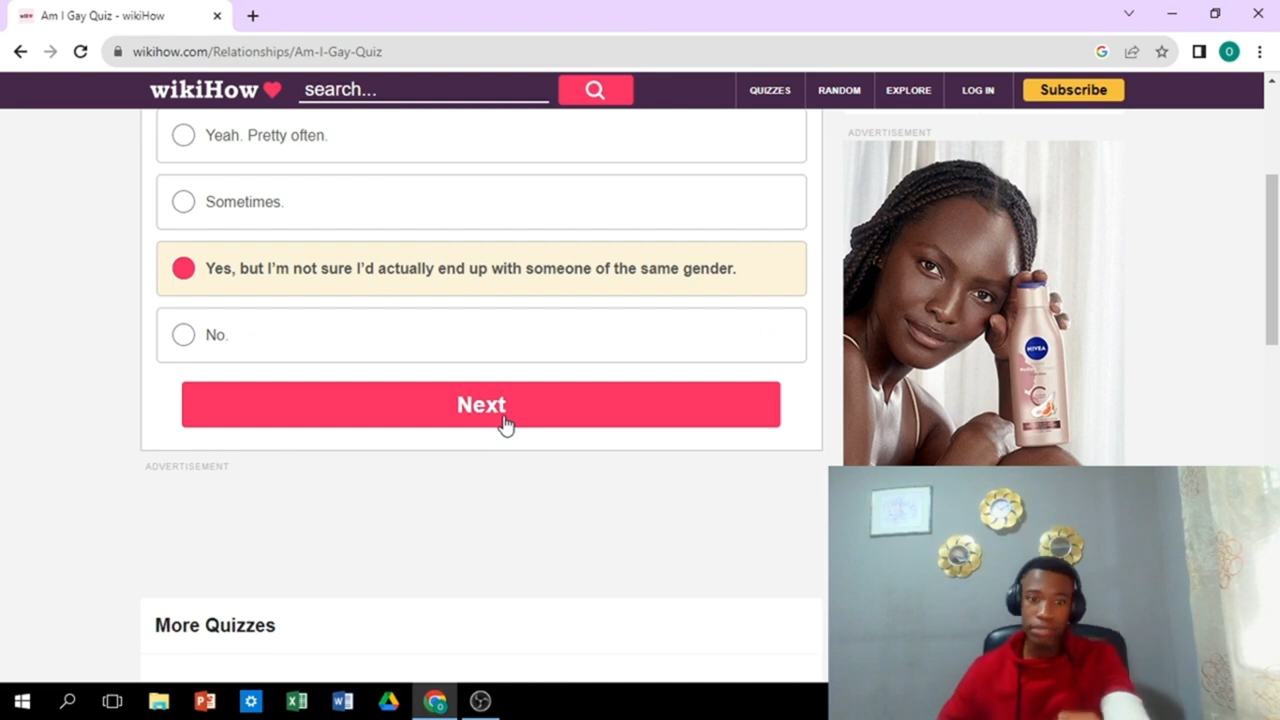 Am I Gay Quiz - wikiHow
wikihow.com/Relationships/Am-I-Gay-Quiz
O
wikiHow
search...
QUIZZES
RANDOM
EXPLORE
LOG IN
Subscribe
Yeah. Pretty often.
Sometimes.
Yes, but I'm not sure I'd actually end up with someone of the same gender.
No.
Next
ADVERTISEMENT
More Quizzes
ADVERTISEMENT
NIVEA